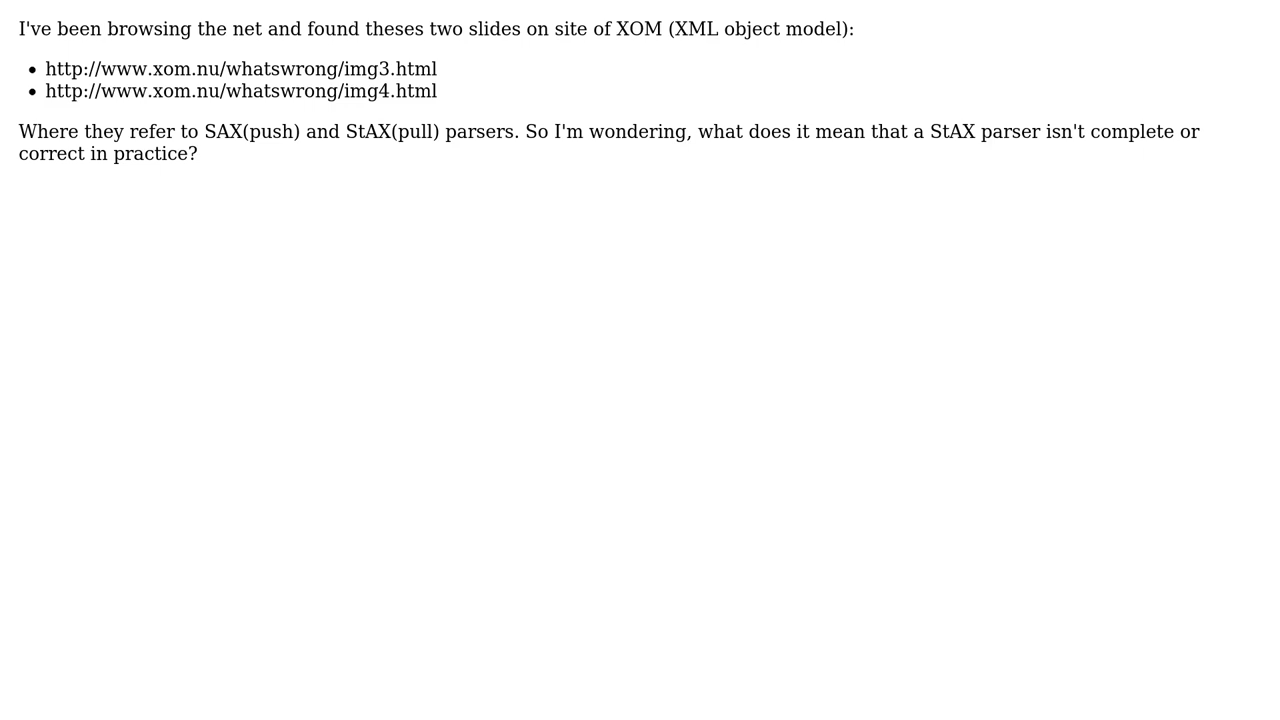 I've been browsing the net and found theses two slides on site of XOM (XML object model):
• http://www.xom.nu/whatswrong/img3.html
• http://www.xom.nu/whatswrong/img4.html
Where they refer to SAX(push) and StAX(pull) parsers. So I'm wondering, what does it mean that a StAX parser isn't complete or
correct in practice?